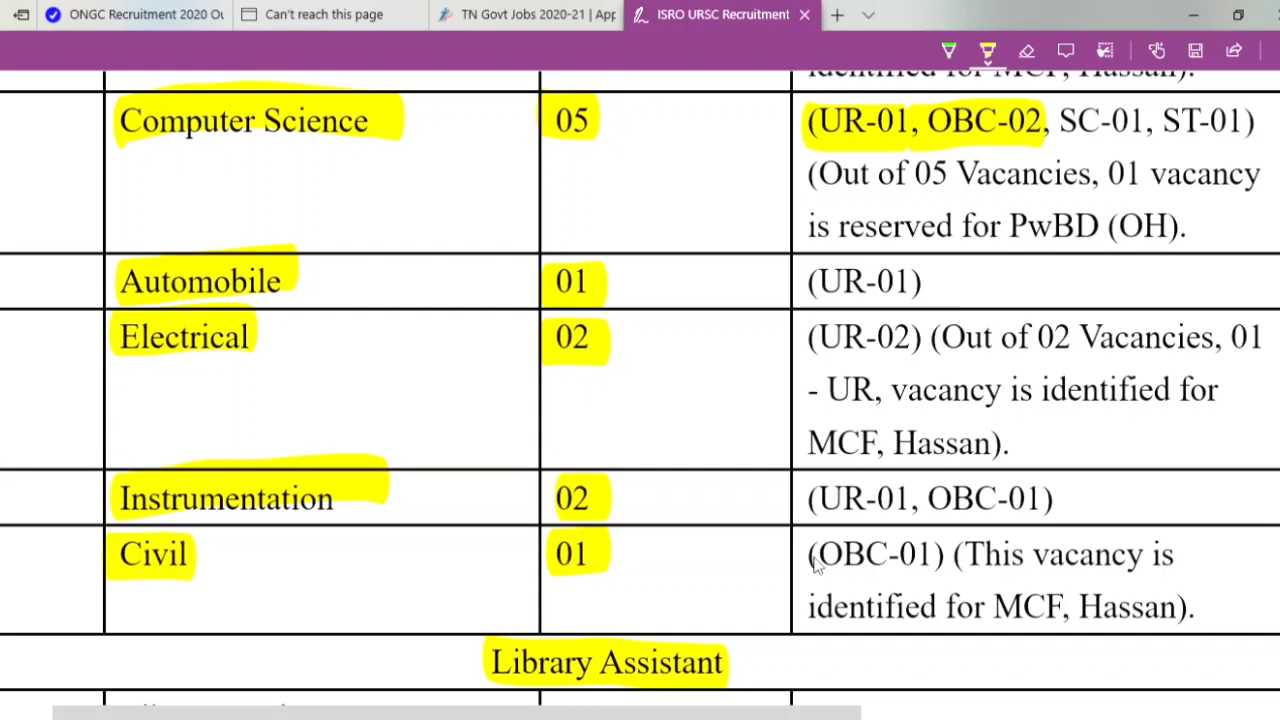 ONGC Recruitment 2020 Ou
Can't reach this page
TN Govt Jobs 2020-21 | App
ISRO URSC Recruitment
identified for MCF, Hassan).
Computer Science 05 (UR-01, OBC-02, SC-01, ST-01)
(Out of 05 Vacancies, 01 vacancy
is reserved for PwBD (OH).
Automobile 01 (UR-01)
Electrical 02 (UR-02) (Out of 02 Vacancies, 01
- UR, vacancy is identified for
MCF, Hassan).
Instrumentation 02 (UR-01, OBC-01)
Civil 01 (OBC-01) (This vacancy is
identified for MCF, Hassan).
Library Assistant